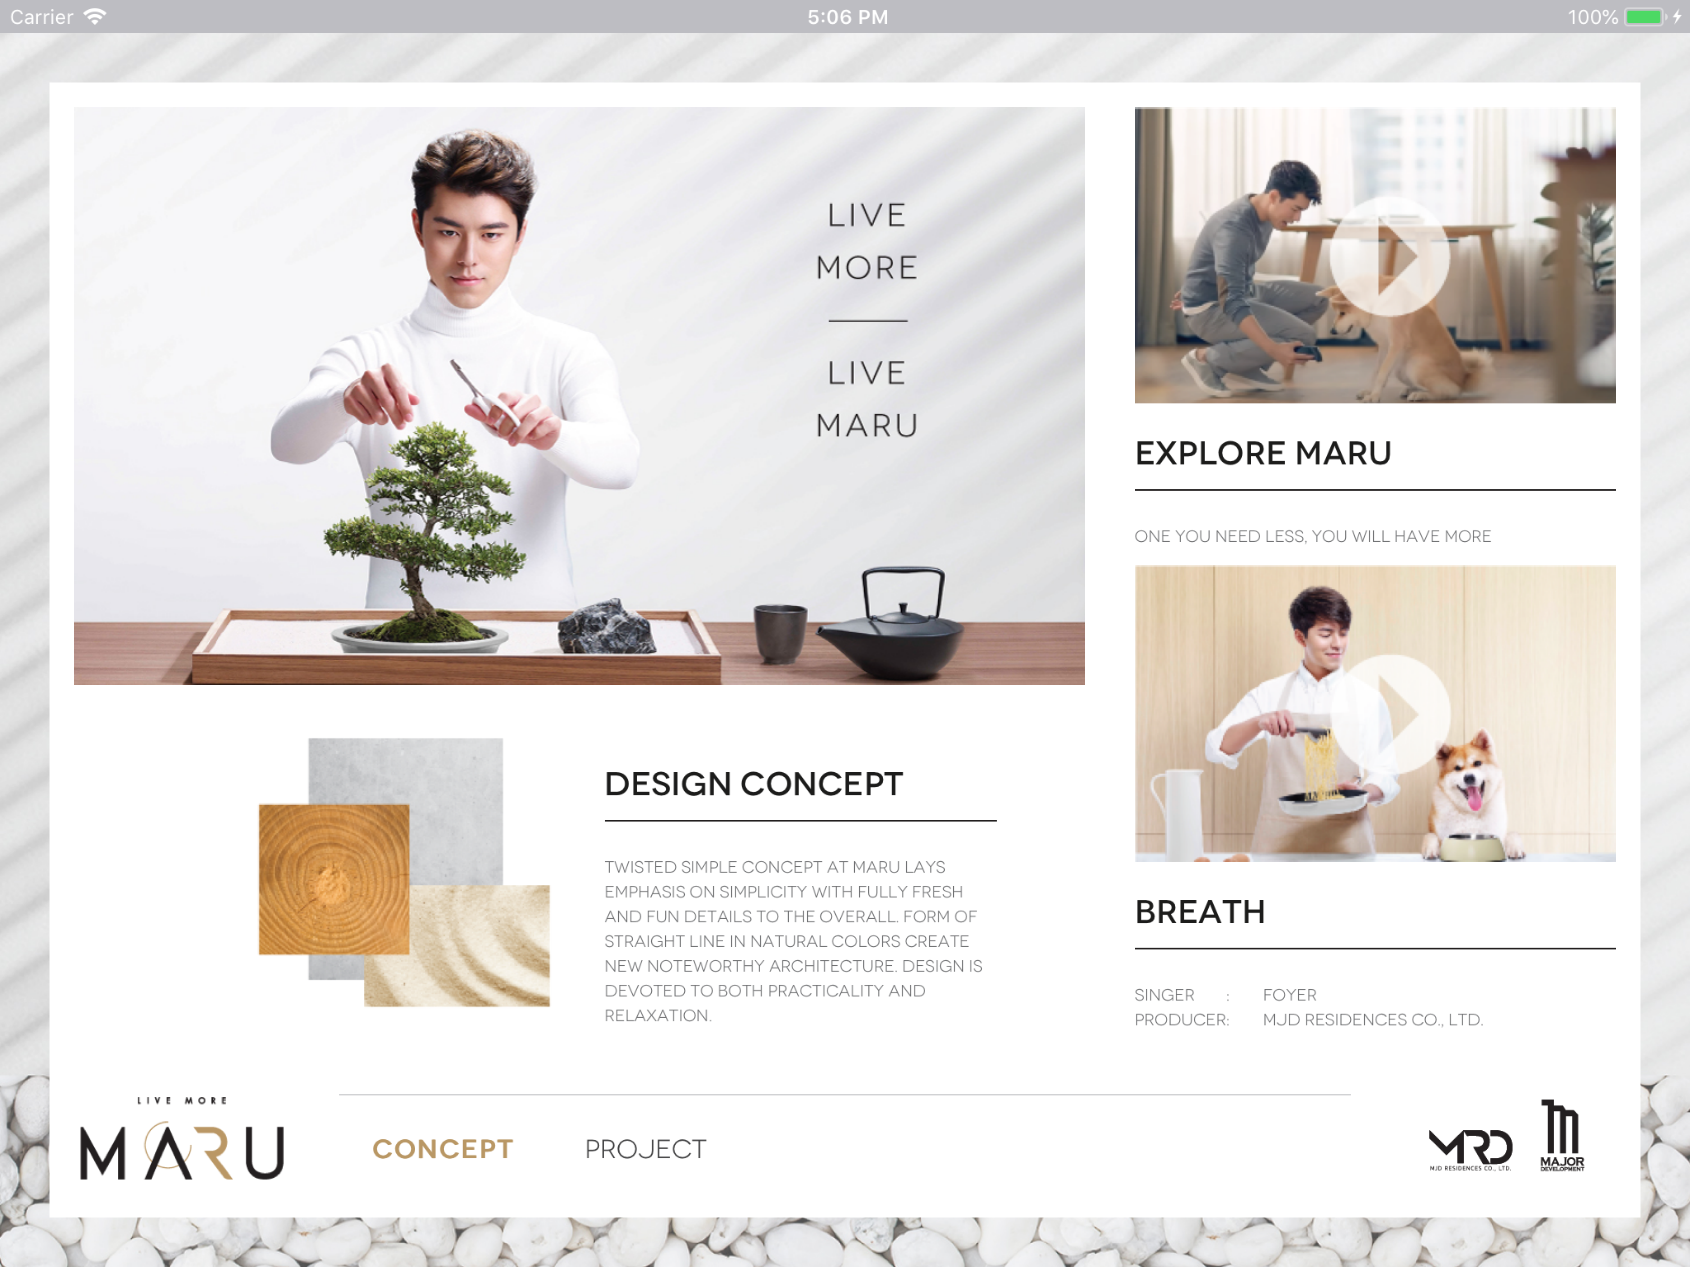 Carrier
5:06 PM
100%
LIVE
MORE
LIVE
MARU
EXPLORE MARU
ONE YOU NEED LESS, YOU WILL HAVE MORE
DESIGN CONCEPT
TWISTED SIMPLE CONCEPT AT MARU LAYS
EMPHASIS ON SIMPLICITY WITH FULLY FRESH
AND FUN DETAILS TO THE OVERALL. FORM OF
STRAIGHT LINE IN NATURAL COLORS CREATE
NEW NOTEWORTHY ARCHITECTURE. DESIGN IS
DEVOTED TO BOTH PRACTICALITY AND
RELAXATION.
BREATH
SINGER : FOYER
PRODUCER: MJD RESIDENCES CO., LTD.
LIVE MORE
MARU
CONCEPT
PROJECT
MRD
MJD RESIDENCES CO., LTD.
MAJOR
DEVELOPMENT